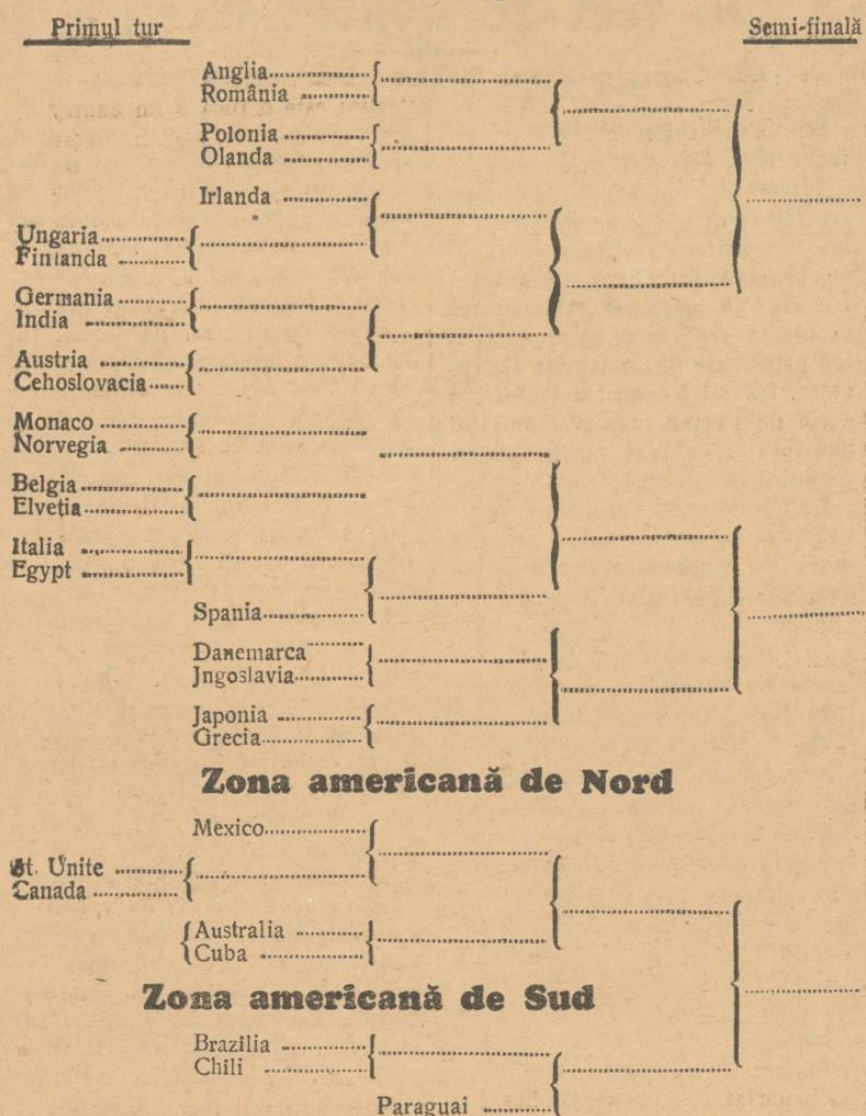 Primul tur
Semi-finală
Anglia
România
Polonia
Olanda
Irlanda
Ungaria
Finlanda
Germania
India
Austria
Cehoslovacia
Monaco
Norvegia
Belgia
Elveția
Italia
Egypt
Spania
Danemarca
Jngoslavia
Japonia
Grecia
Zona americană de Nord
Mexico
St. Unite
Canada
Australia
Cuba
Zona americană de Sud
Brazilia
Chili
Paraguai